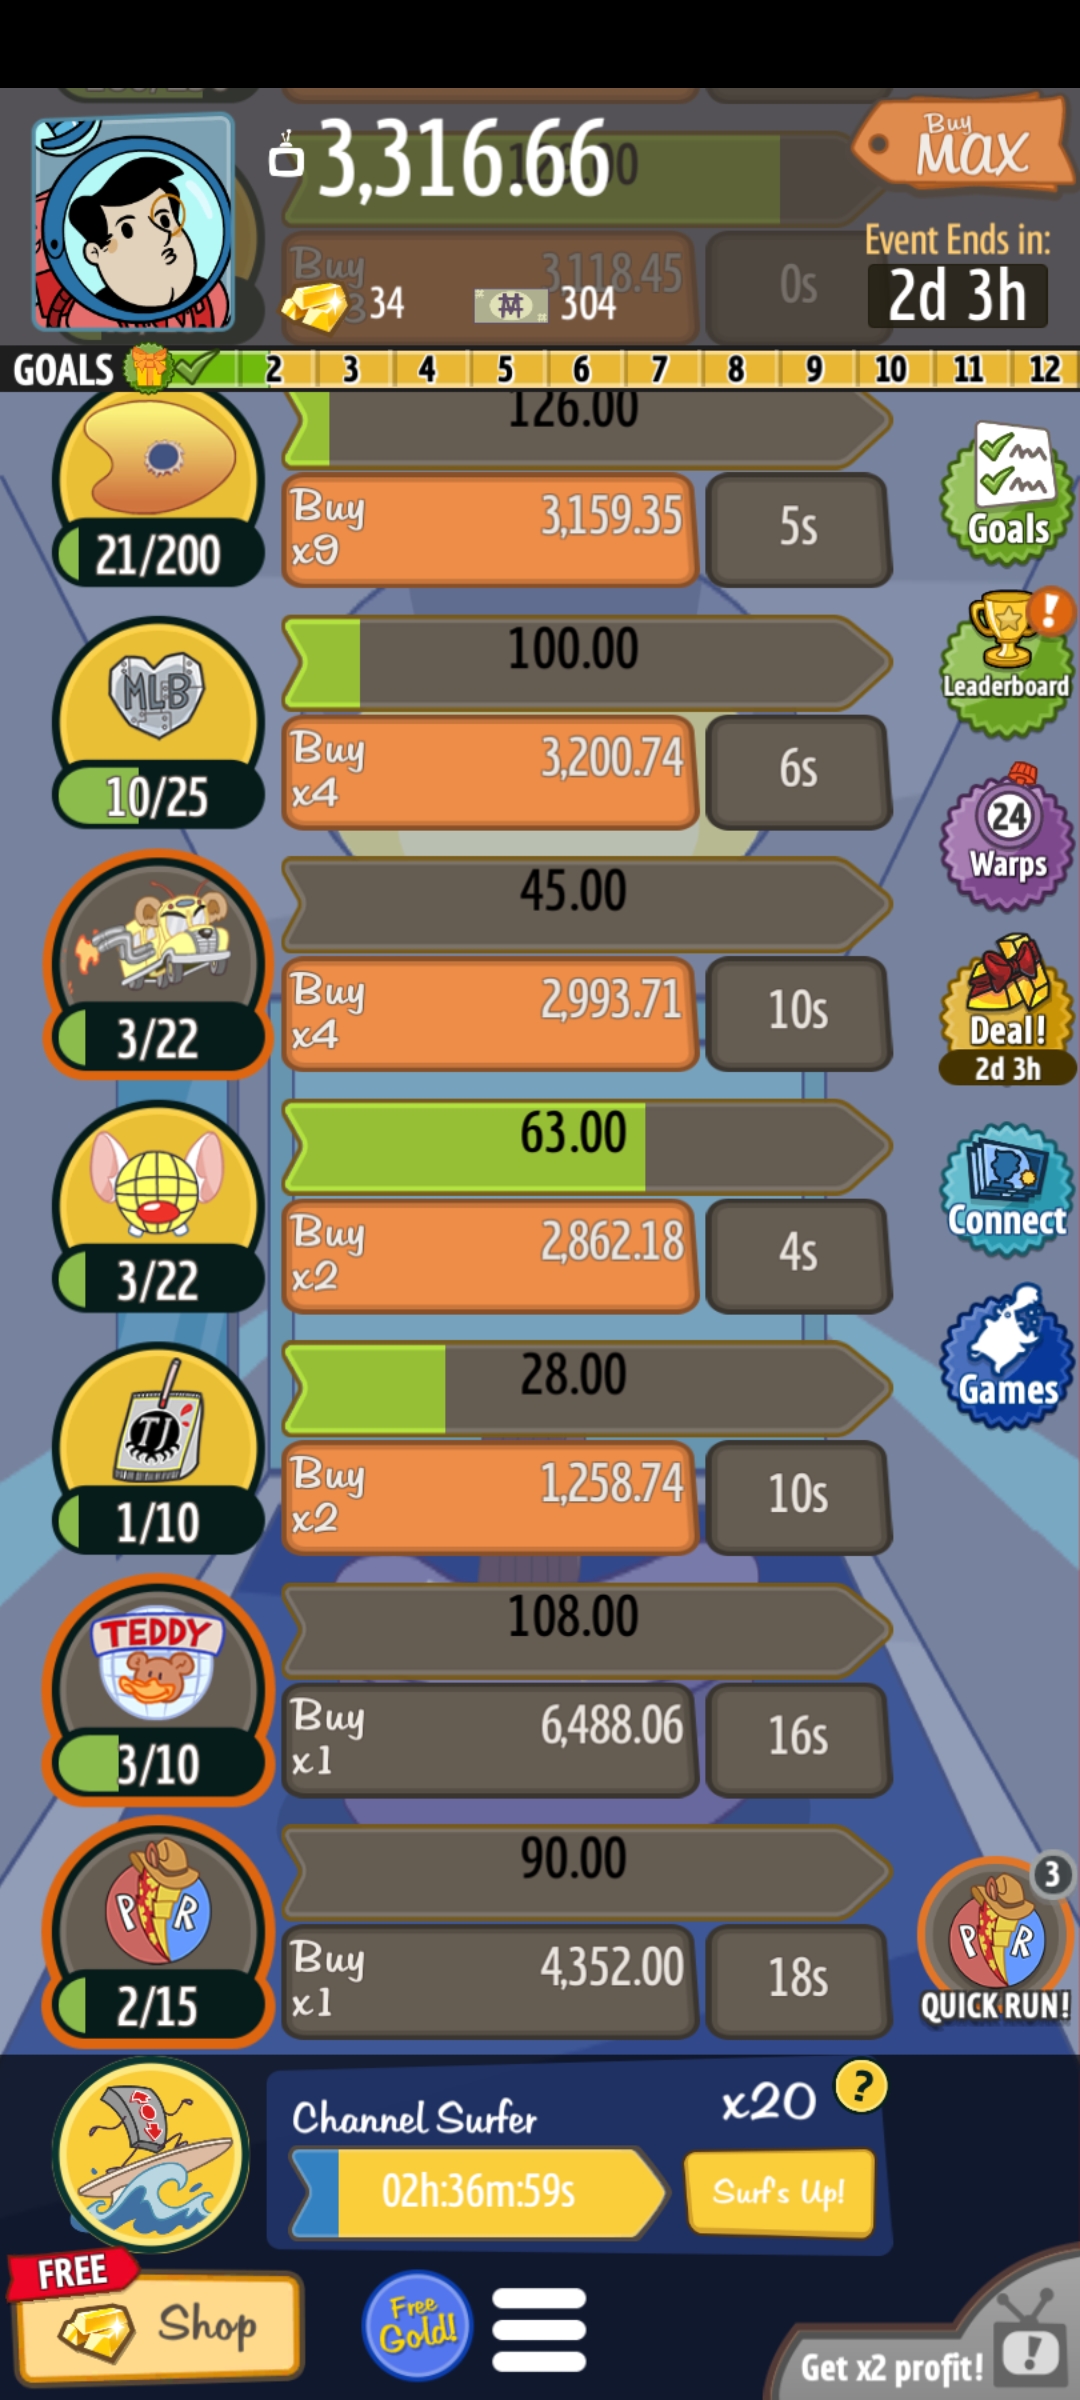 3,316.66
Buy
MAX
Event Ends in:
2d 3h
Buy
3,118.45
0s
34
304
GOALS 2 3 4 5 6 7 8 9 10 11 12
126.00
Buy
x9
3,159.35
5s
21/200
Goals
100.00
MLB
Buy
x4
3,200.74
6s
10/25
Leaderboard
24
Warps
45.00
Buy
x4
2,993.71
10s
3/22
Deal!
2d 3h
63.00
Buy
x2
2,862.18
4s
3/22
Connect
28.00
TJ
Buy
x2
1,258.74
10s
1/10
Games
108.00
TEDDY
Buy
x1
6,488.06
16s
3/10
90.00
P R
Buy
x1
4,352.00
18s
2/15
3
P R
QUICK RUN!
Channel Surfer
x20
?
02h:36m:59s
Surf's Up!
FREE
Shop
Free
Gold!
Get x2 profit!